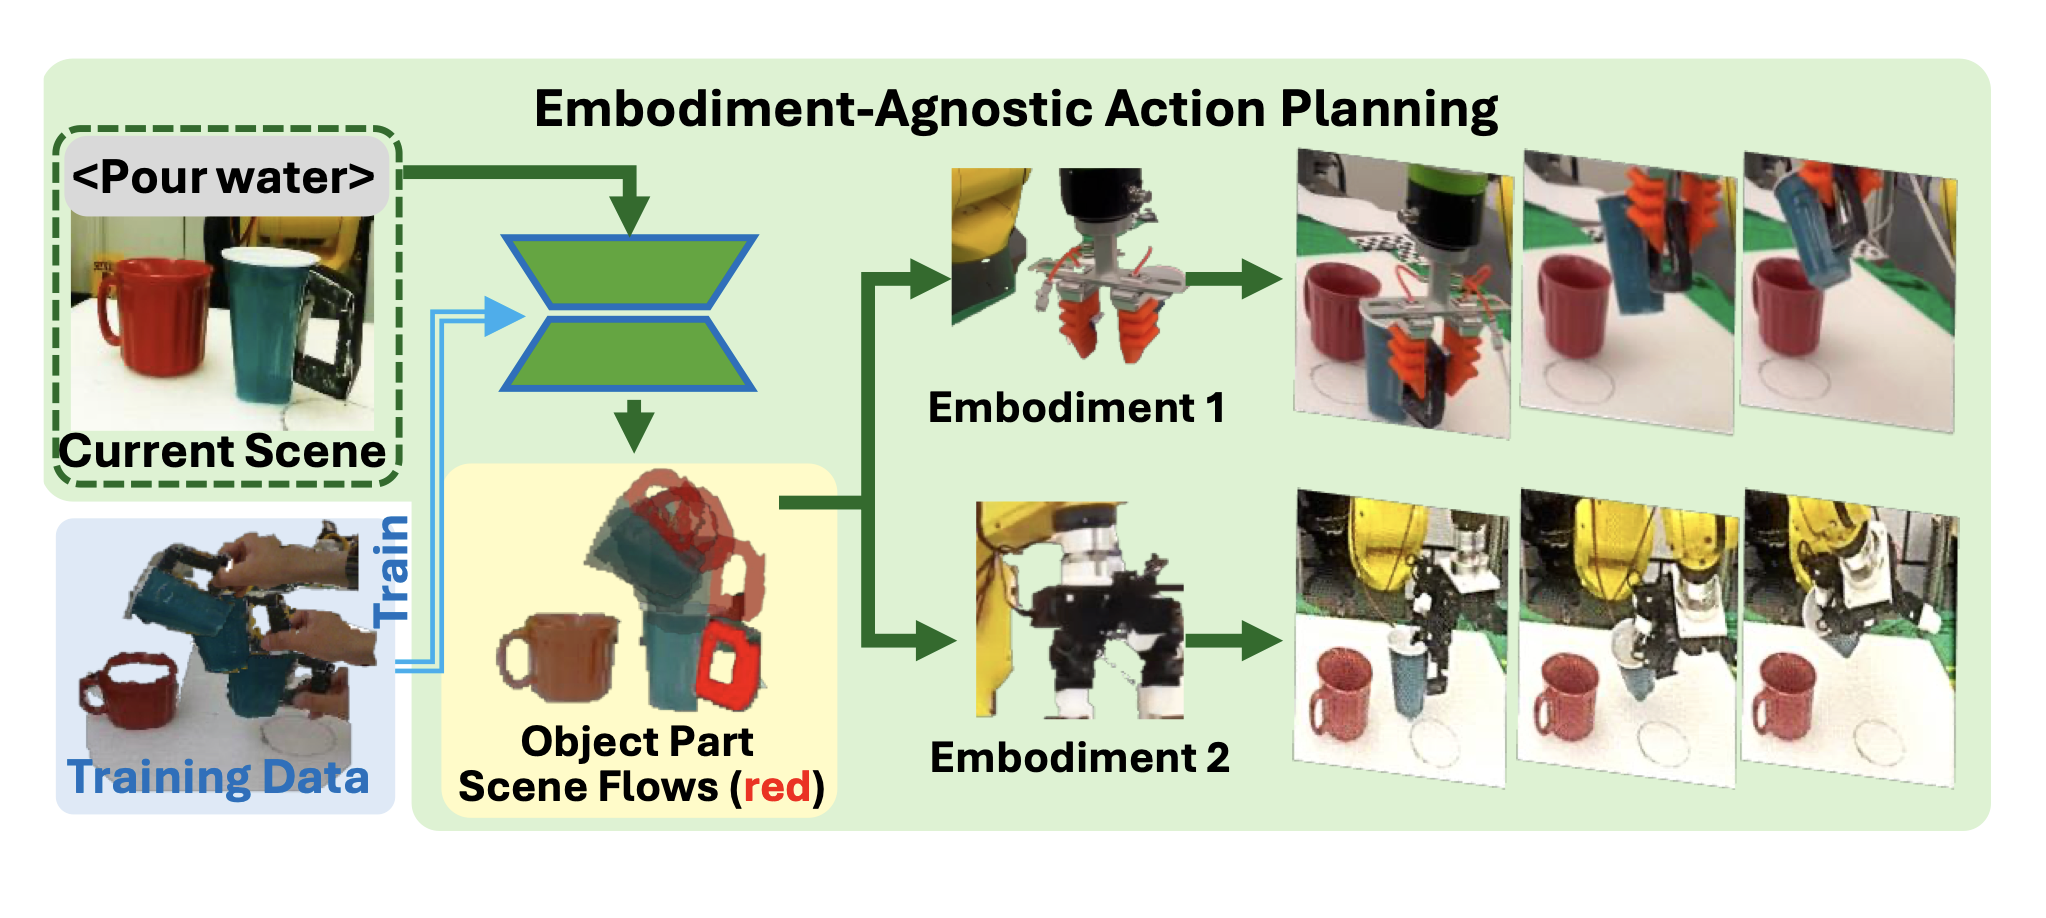 Embodiment-Agnostic Action Planning
<Pour water>
Current Scene
Train
Training Data
Object Part
Scene Flows (red)
Embodiment 1
Embodiment 2